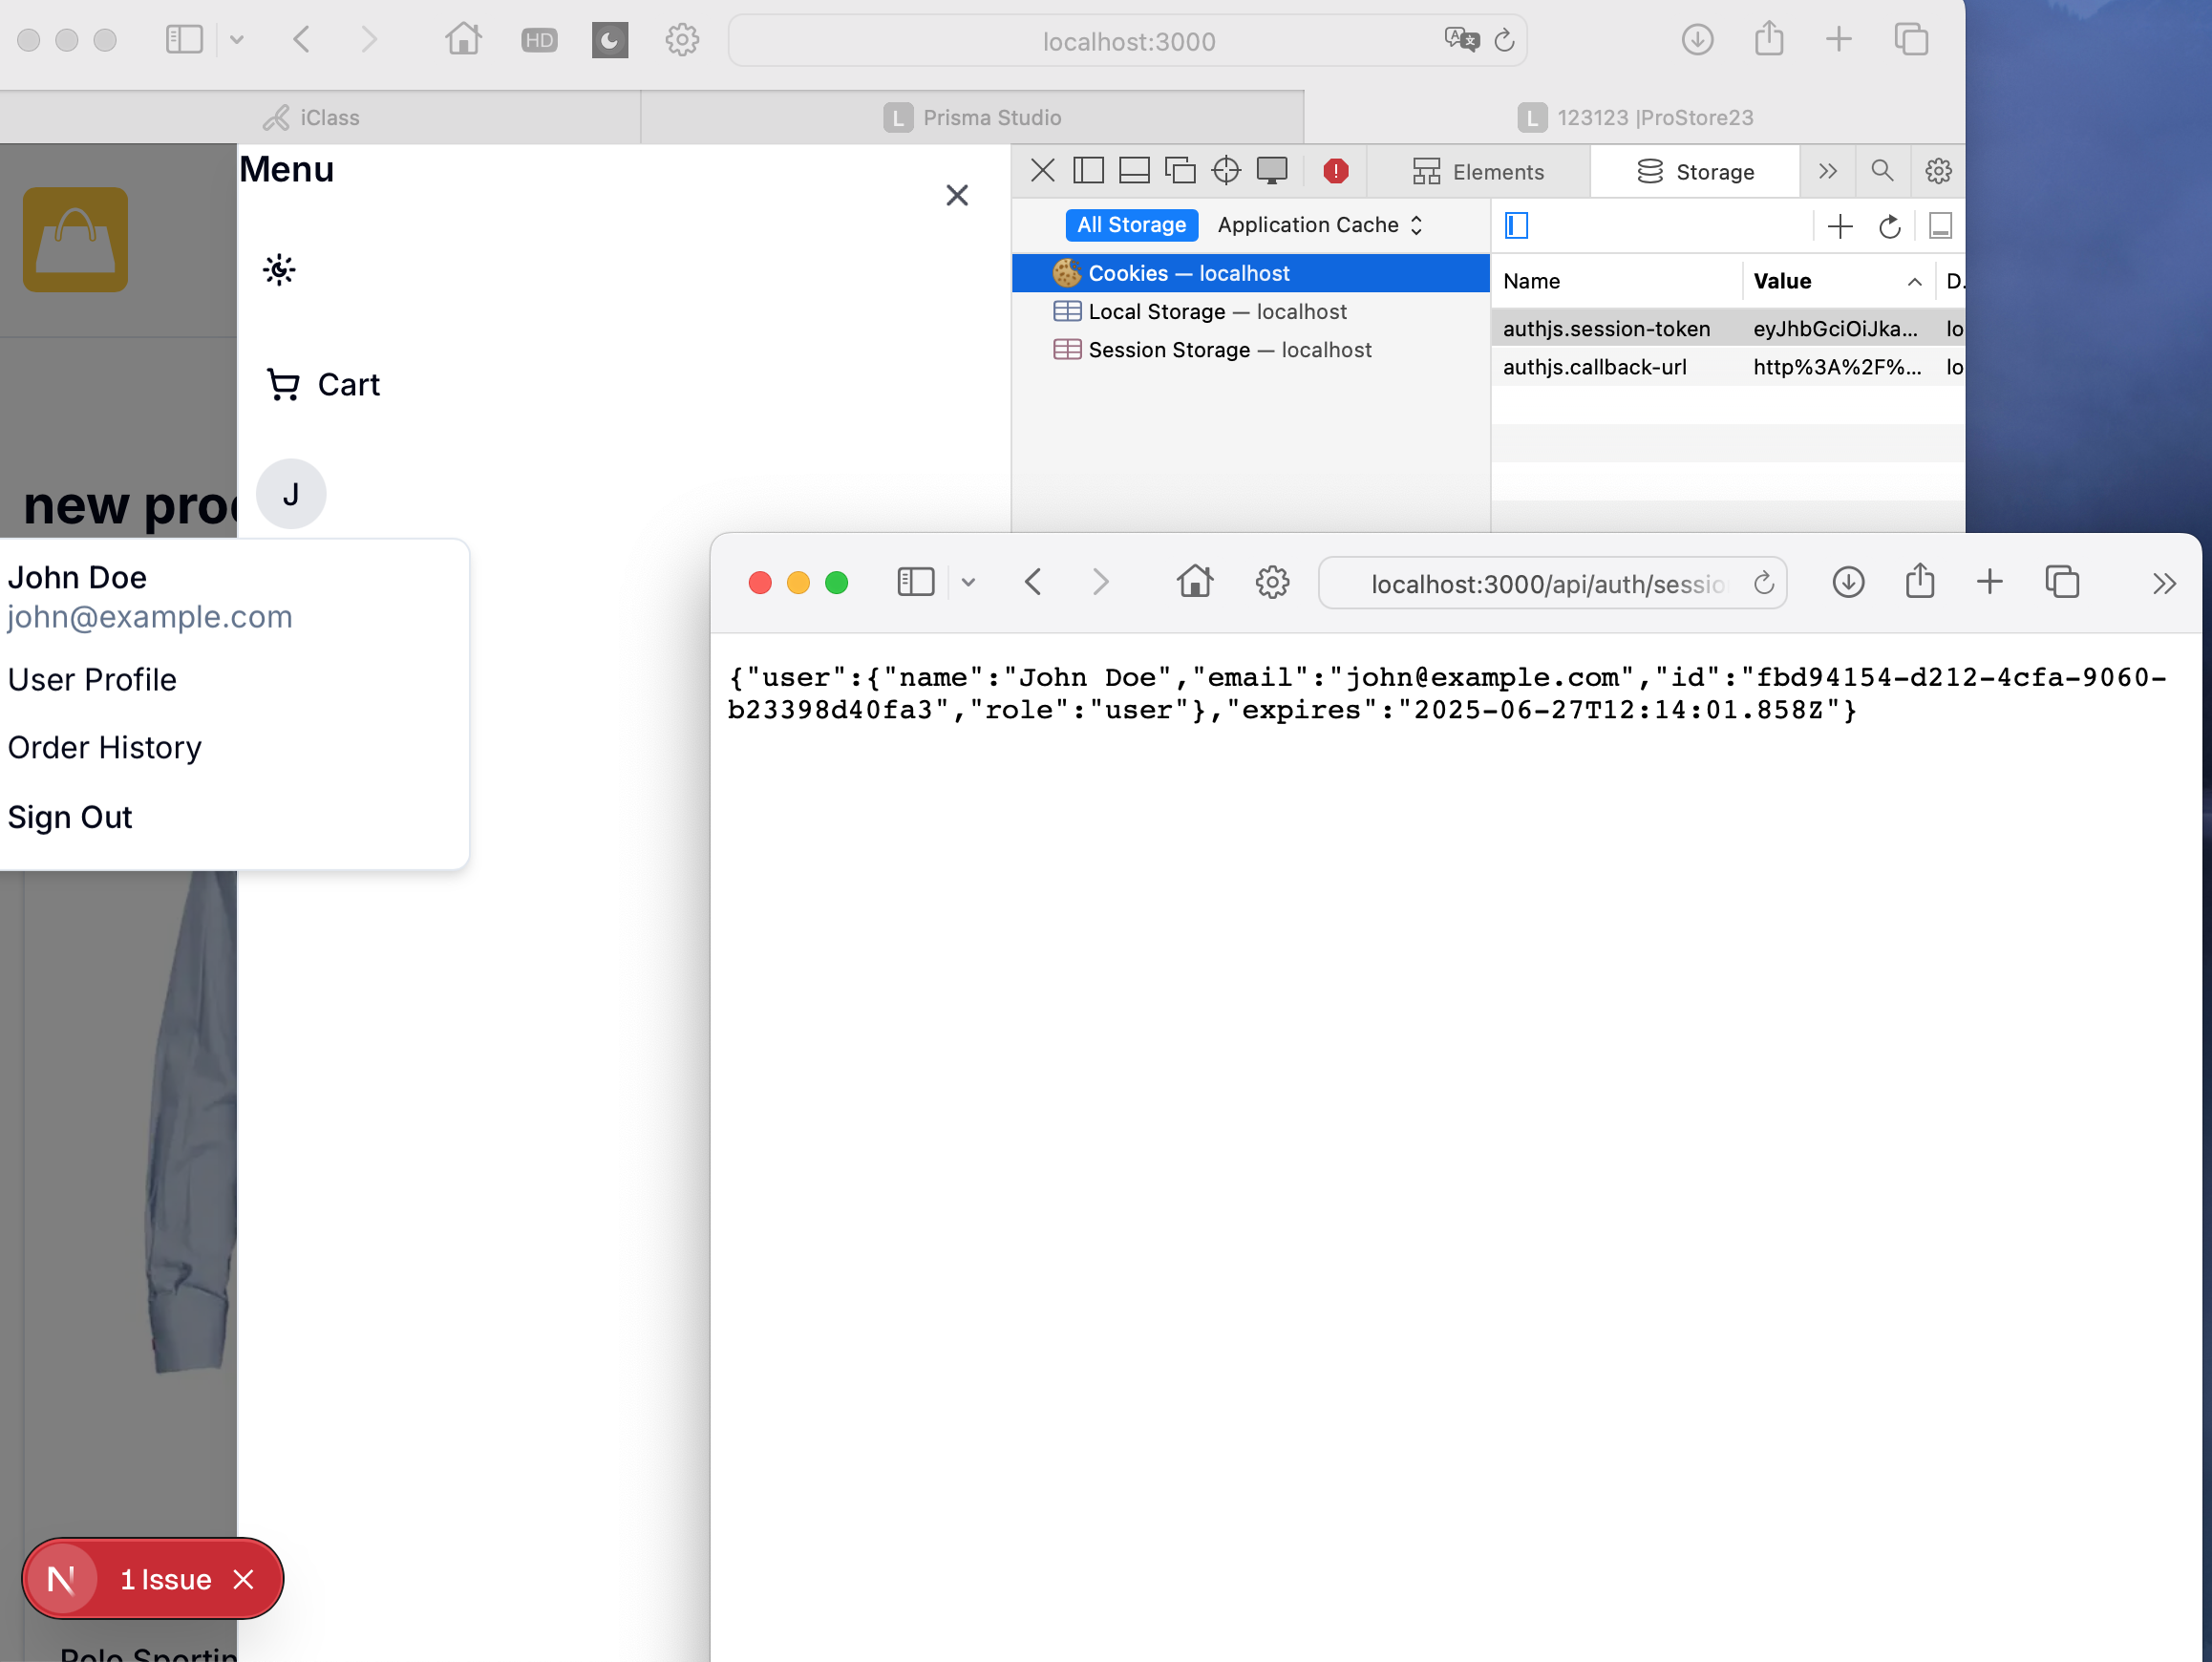 HD
localhost:3000
iClass
L Prisma Studio
L 123123 |ProStore23
Menu
Elements
Storage
All Storage
Application Cache
Cookies — localhost
Local Storage — localhost
Session Storage — localhost
Name
Value
D.
authjs.session-token
eyJhbGciOiJka...
lo
authjs.callback-url
http%3A%2F%...
lo
Cart
J
new proc
John Doe
john@example.com
User Profile
Order History
Sign Out
localhost:3000/api/auth/sessio
{"user":{"name":"John Doe","email":"john@example.com","id":"fbd94154-d212-4cfa-9060-
b23398d40fa3","role":"user"},"expires":"2025-06-27T12:14:01.858Z"}
N 1 Issue
Polo Sportin